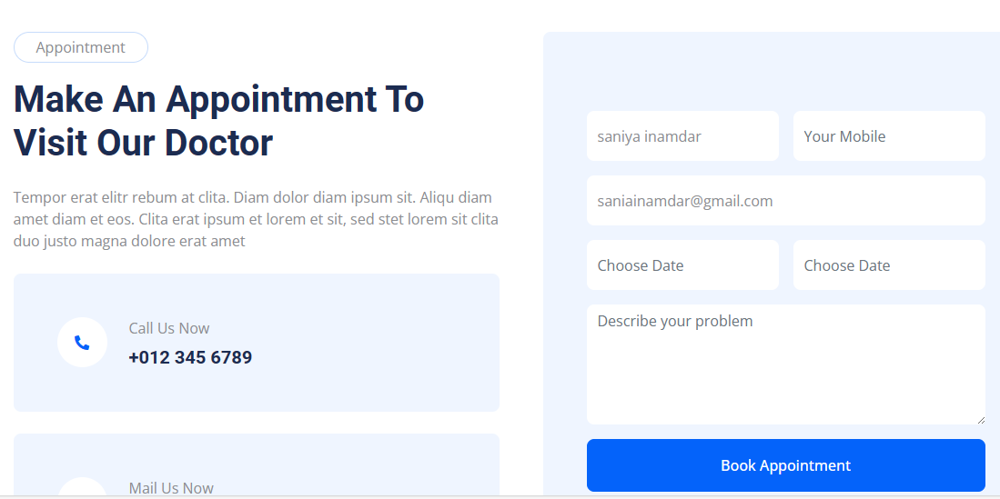 Appointment
Make An Appointment To
Visit Our Doctor
Tempor erat elitr rebum at clita. Diam dolor diam ipsum sit. Aliqu diam
amet diam et eos. Clita erat ipsum et lorem et sit, sed stet lorem sit clita
duo justo magna dolore erat amet
Call Us Now
+012 345 6789
Mail Us Now
saniya inamdar
Your Mobile
saniainamdar@gmail.com
Choose Date
Choose Date
Describe your problem
Book Appointment